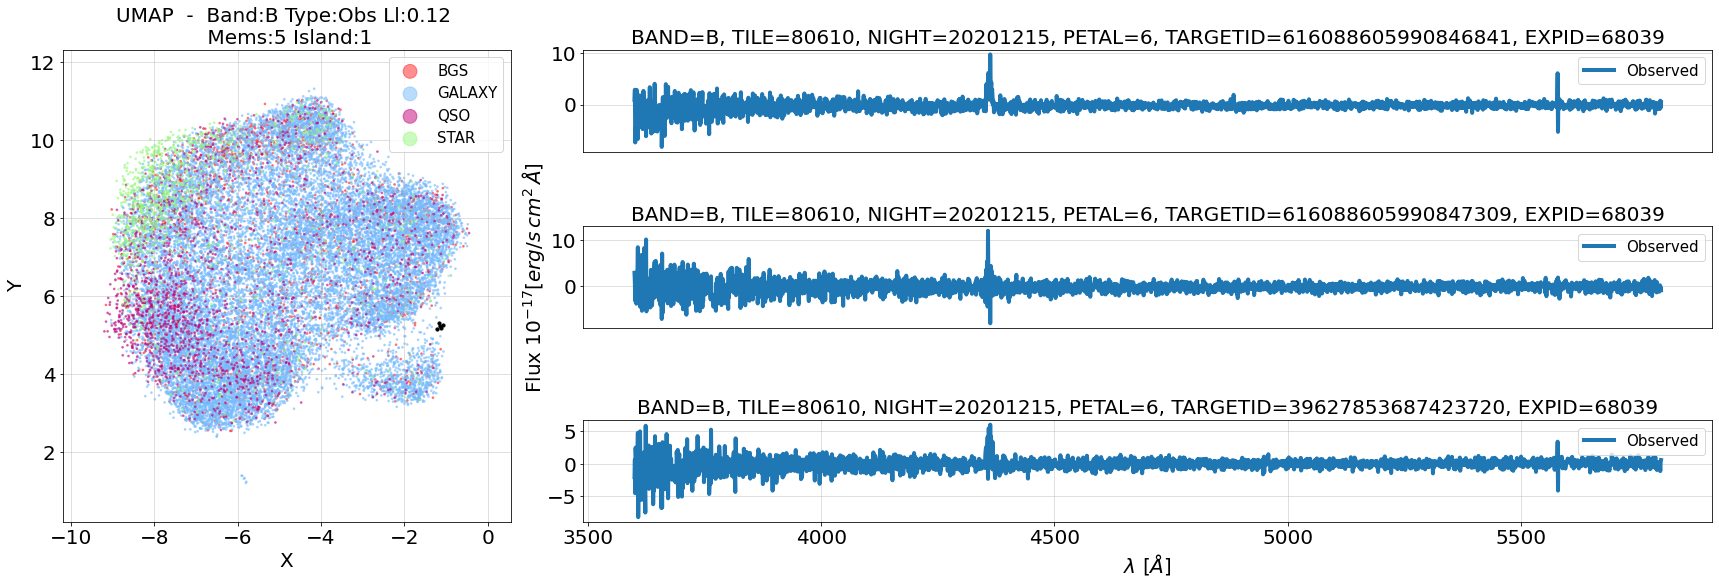 UMAP - Band:B Type:Obs Ll:0.12
Mems:5 Island:1
12
10
8
6
4
2
Y
−10
−8
−6
−4
−2
0
X
BGS
GALAXY
QSO
STAR
Flux 10⁻¹⁷[erg/s cm² Å]
BAND=B, TILE=80610, NIGHT=20201215, PETAL=6, TARGETID=616088605990846841, EXPID=68039
10
0
Observed
BAND=B, TILE=80610, NIGHT=20201215, PETAL=6, TARGETID=616088605990847309, EXPID=68039
10
0
Observed
BAND=B, TILE=80610, NIGHT=20201215, PETAL=6, TARGETID=39627853687423720, EXPID=68039
5
0
−5
Observed
3500
4000
4500
5000
5500
λ [Å]